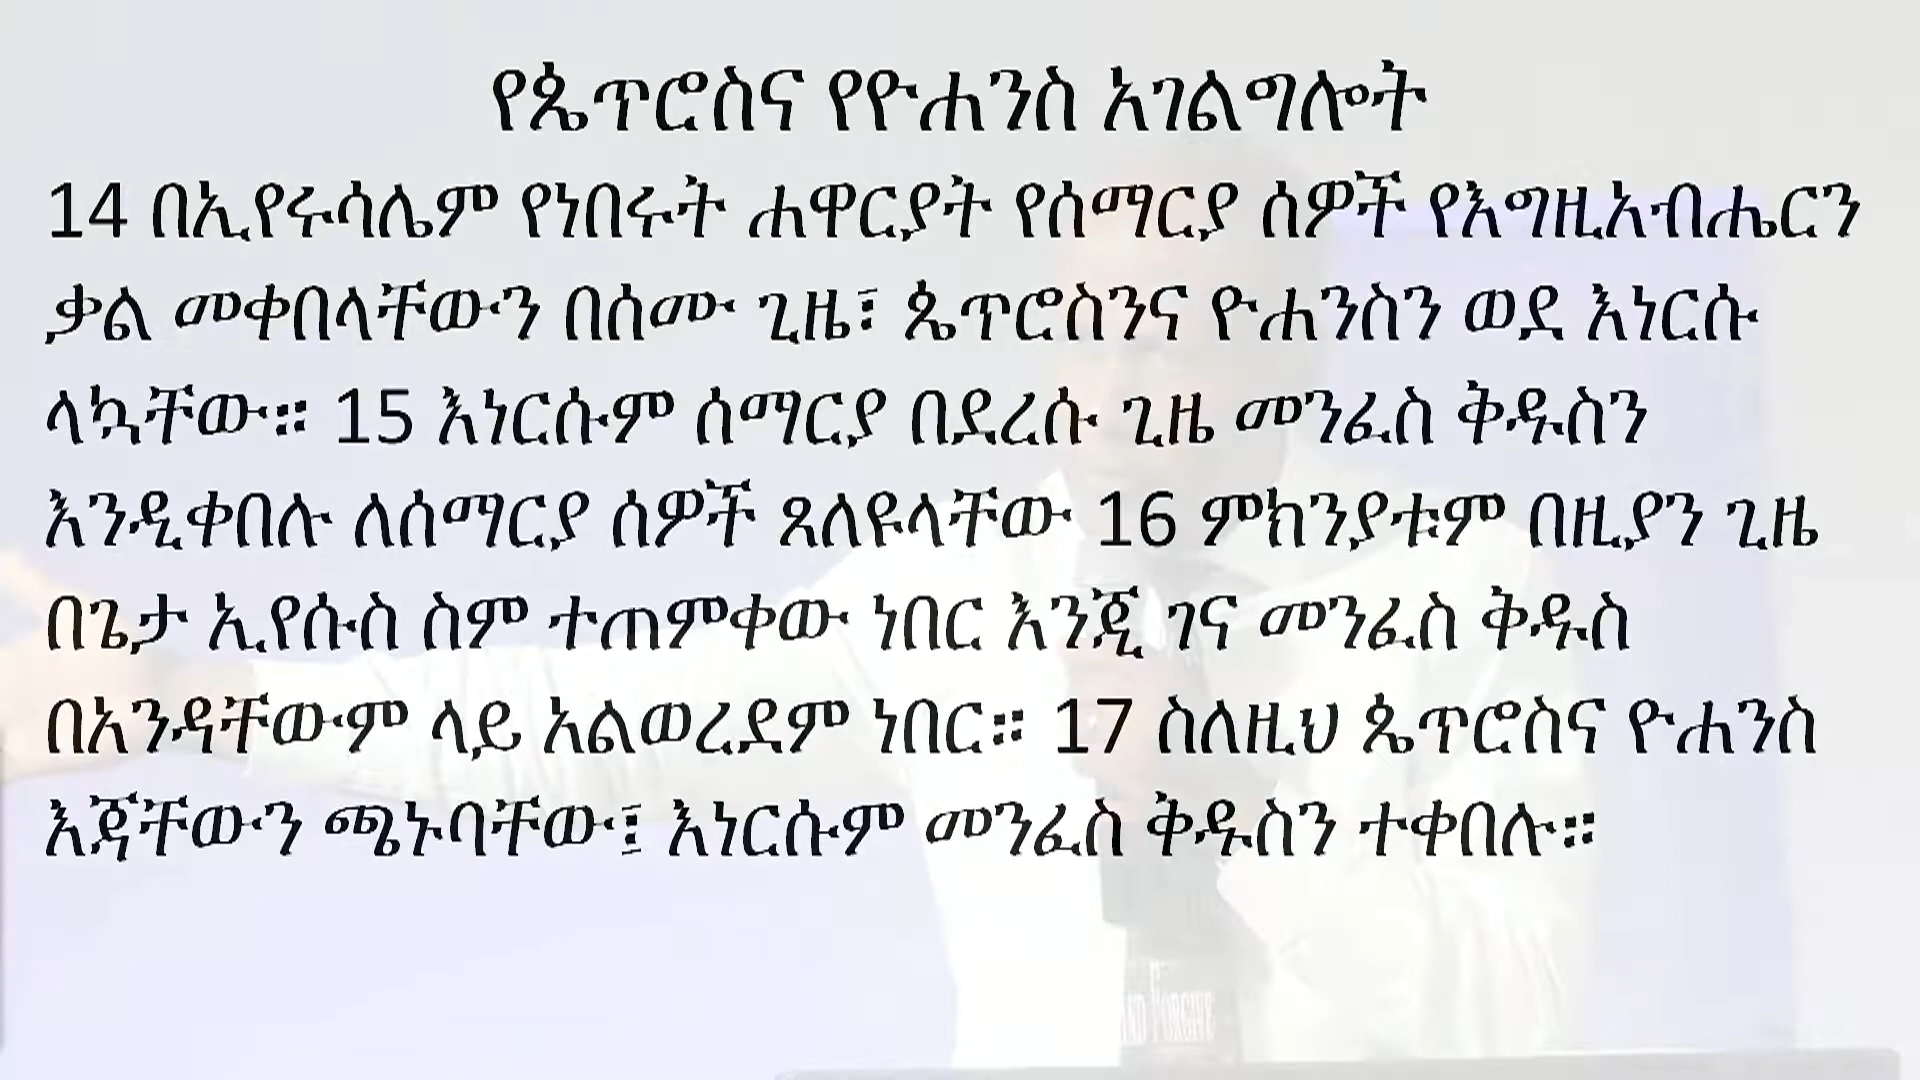 የጴጥሮስና የዮሐንስ አገልግሎት
14 በኢየሩሳሌም የነበሩት ሐዋርያት የሰማርያ ሰዎች የእግዚአብሔርን
ቃል መቀበላቸውን በሰሙ ጊዜ፣ ጴጥሮስንና ዮሐንስን ወደ እነርሱ
ላኳቸው። 15 እነርሱም ሰማርያ በደረሱ ጊዜ መንፈስ ቅዱስን
እንዲቀበሉ ለሰማርያ ሰዎች ጸለዩላቸው 16 ምክንያቱም በዚያን ጊዜ
በጌታ ኢየሱስ ስም ተጠምቀው ነበር እንጂ ገና መንፈስ ቅዱስ
በአንዳቸውም ላይ አልወረደም ነበር። 17 ስለዚህ ጴጥሮስና ዮሐንስ
እጃቸውን ጫኑባቸው፤ እነርሱም መንፈስ ቅዱስን ተቀበሉ።
AND FORGIVE